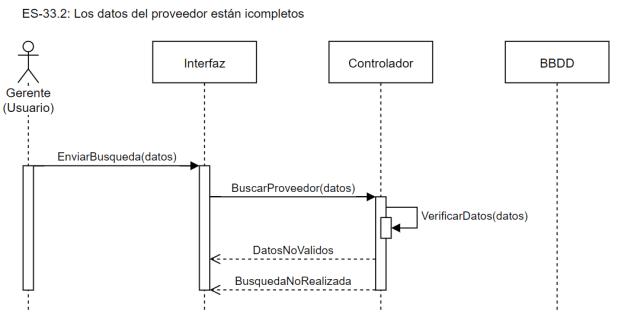 ES-33.2: Los datos del proveedor están icompletos
Interfaz
Controlador
BBDD
Gerente
(Usuario)
EnviarBusqueda(datos)
BuscarProveedor(datos)
VerificarDatos(datos)
DatosNoValidos
BusquedaNoRealizada